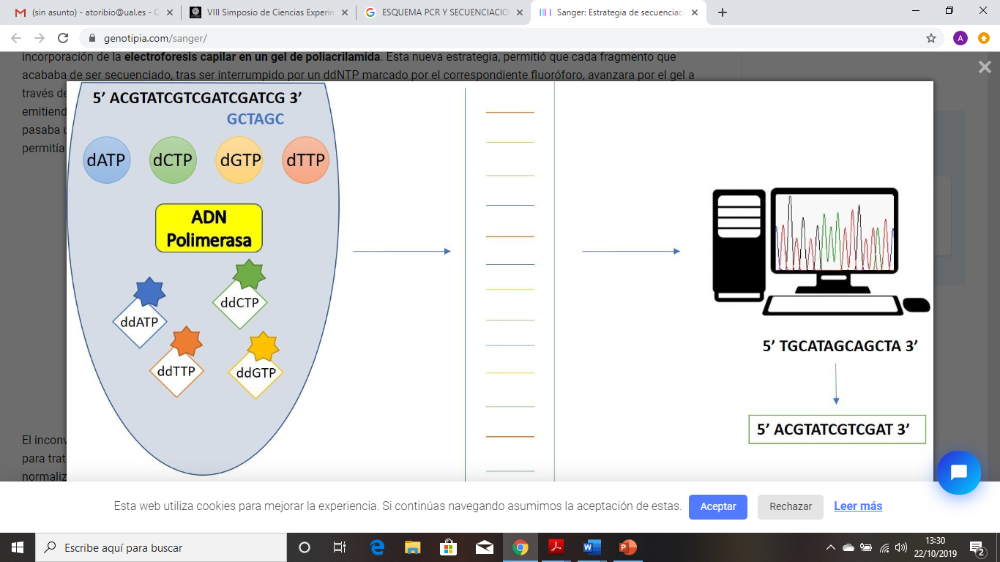 (sin asunto) - atoribio@ual.es - C
VIII Simposio de Ciencias Experim
ESQUEMA PCR Y SECUENCIACIO
Sanger: Estrategia de secuenciac
genotipia.com/sanger/
A
incorporación de la electroforesis capilar en un gel de poliacrilamida. Esta nueva estrategia, permitió que cada fragmento que
acababa de ser secuenciado, tras ser interrumpido por un ddNTP marcado por el correspondiente fluoróforo, avanzara por el gel a
través de
emitiend
pasaba u
permitía
5’ ACGTATCGTCGATCGATCG 3’
GCTAGC
dATP
dCTP
dGTP
dTTP
ADN
Polimerasa
ddATP
ddCTP
ddTTP
ddGTP
5’ TGCATAGCAGCTA 3’
5’ ACGTATCGTCGAT 3’
El inconv
para trat
normaliz
Esta web utiliza cookies para mejorar la experiencia. Si continúas navegando asumimos la aceptación de estas.
Aceptar
Rechazar
Leer más
Escribe aquí para buscar
13:30
22/10/2019
2